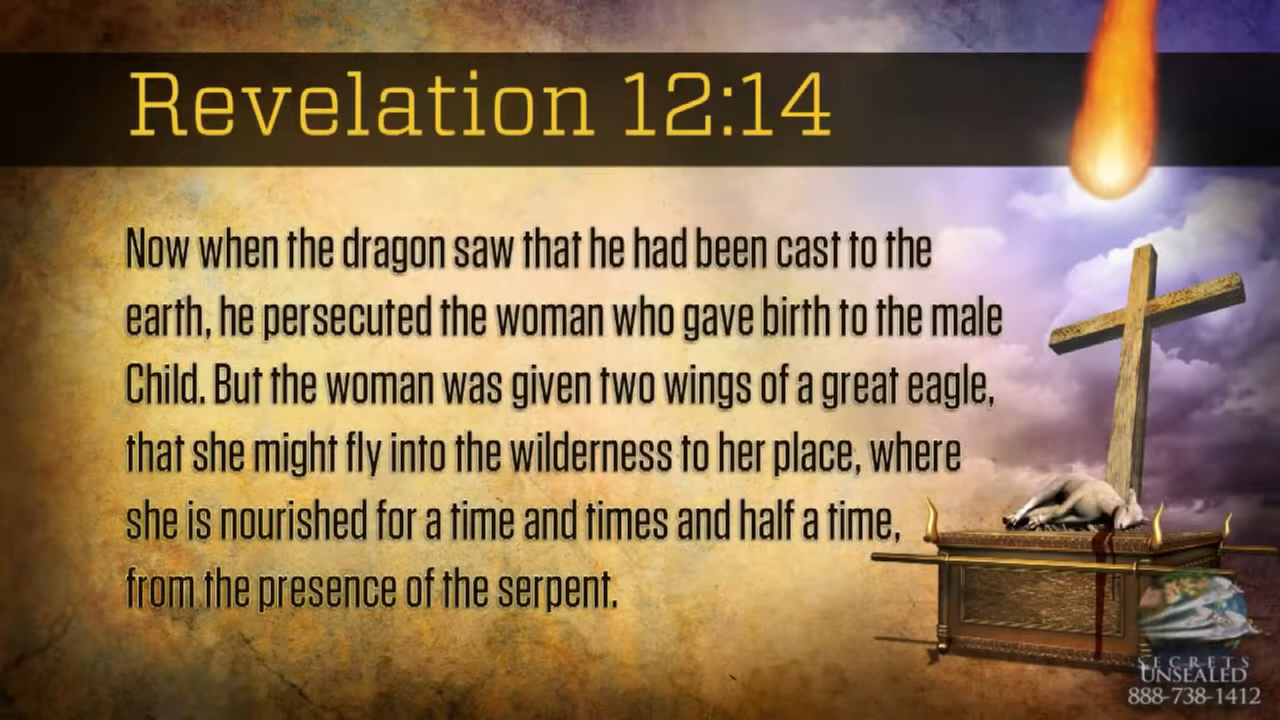 Revelation 12:14
Now when the dragon saw that he had been cast to the
earth, he persecuted the woman who gave birth to the male
Child. But the woman was given two wings of a great eagle,
that she might fly into the wilderness to her place, where
she is nourished for a time and times and half a time,
from the presence of the serpent.
SECRETS
UNSEALED
888-738-1412